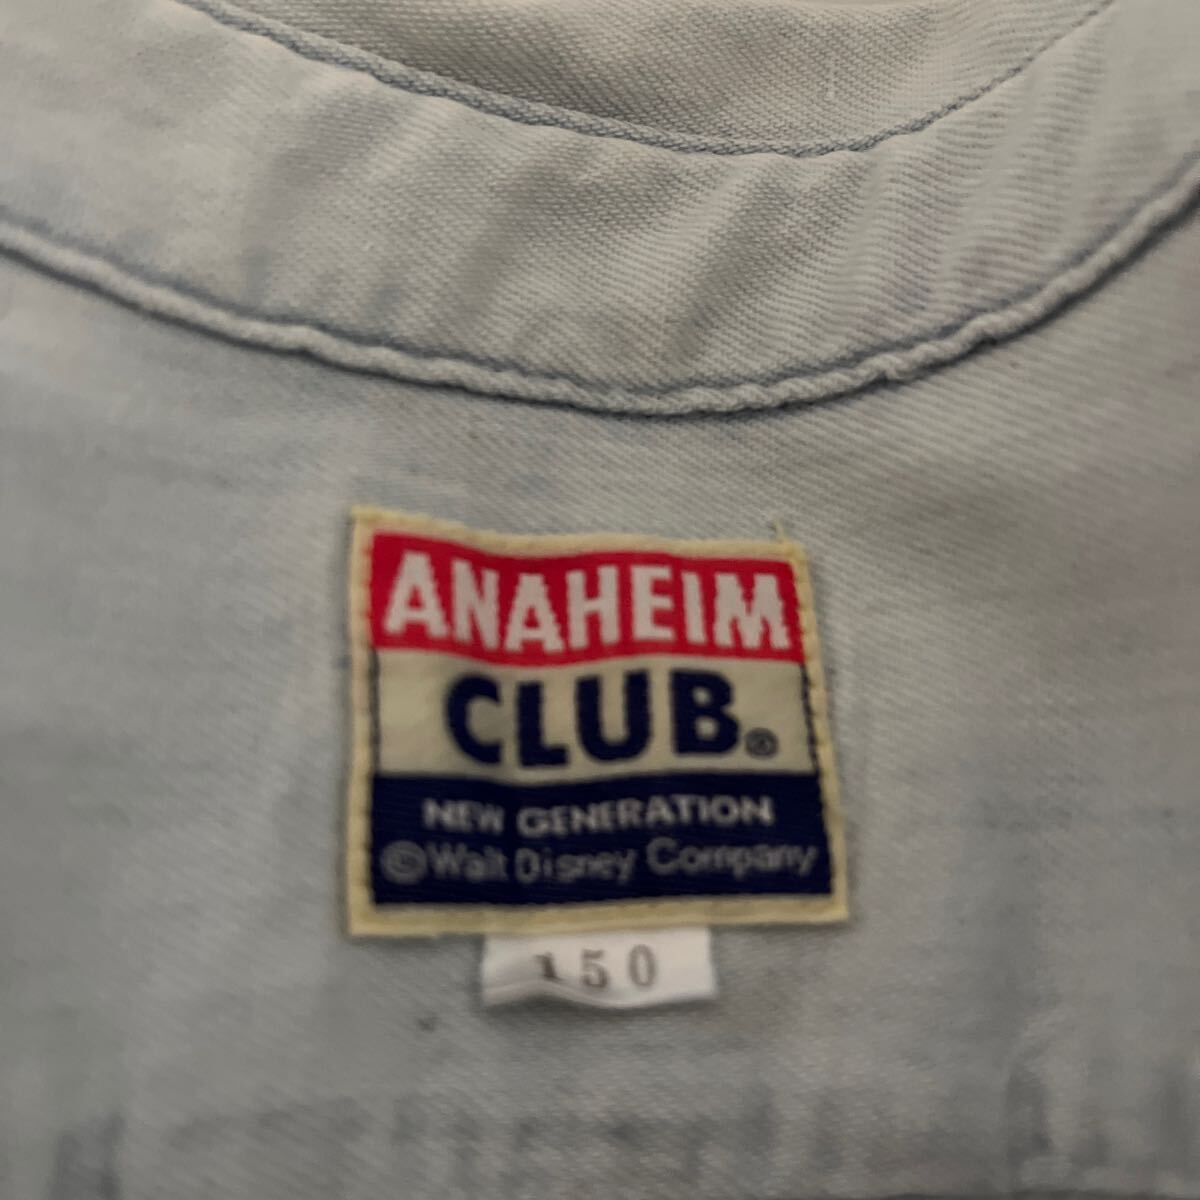 ANAHEIM
CLUB®
NEW GENERATION
©Walt Disney Company
150